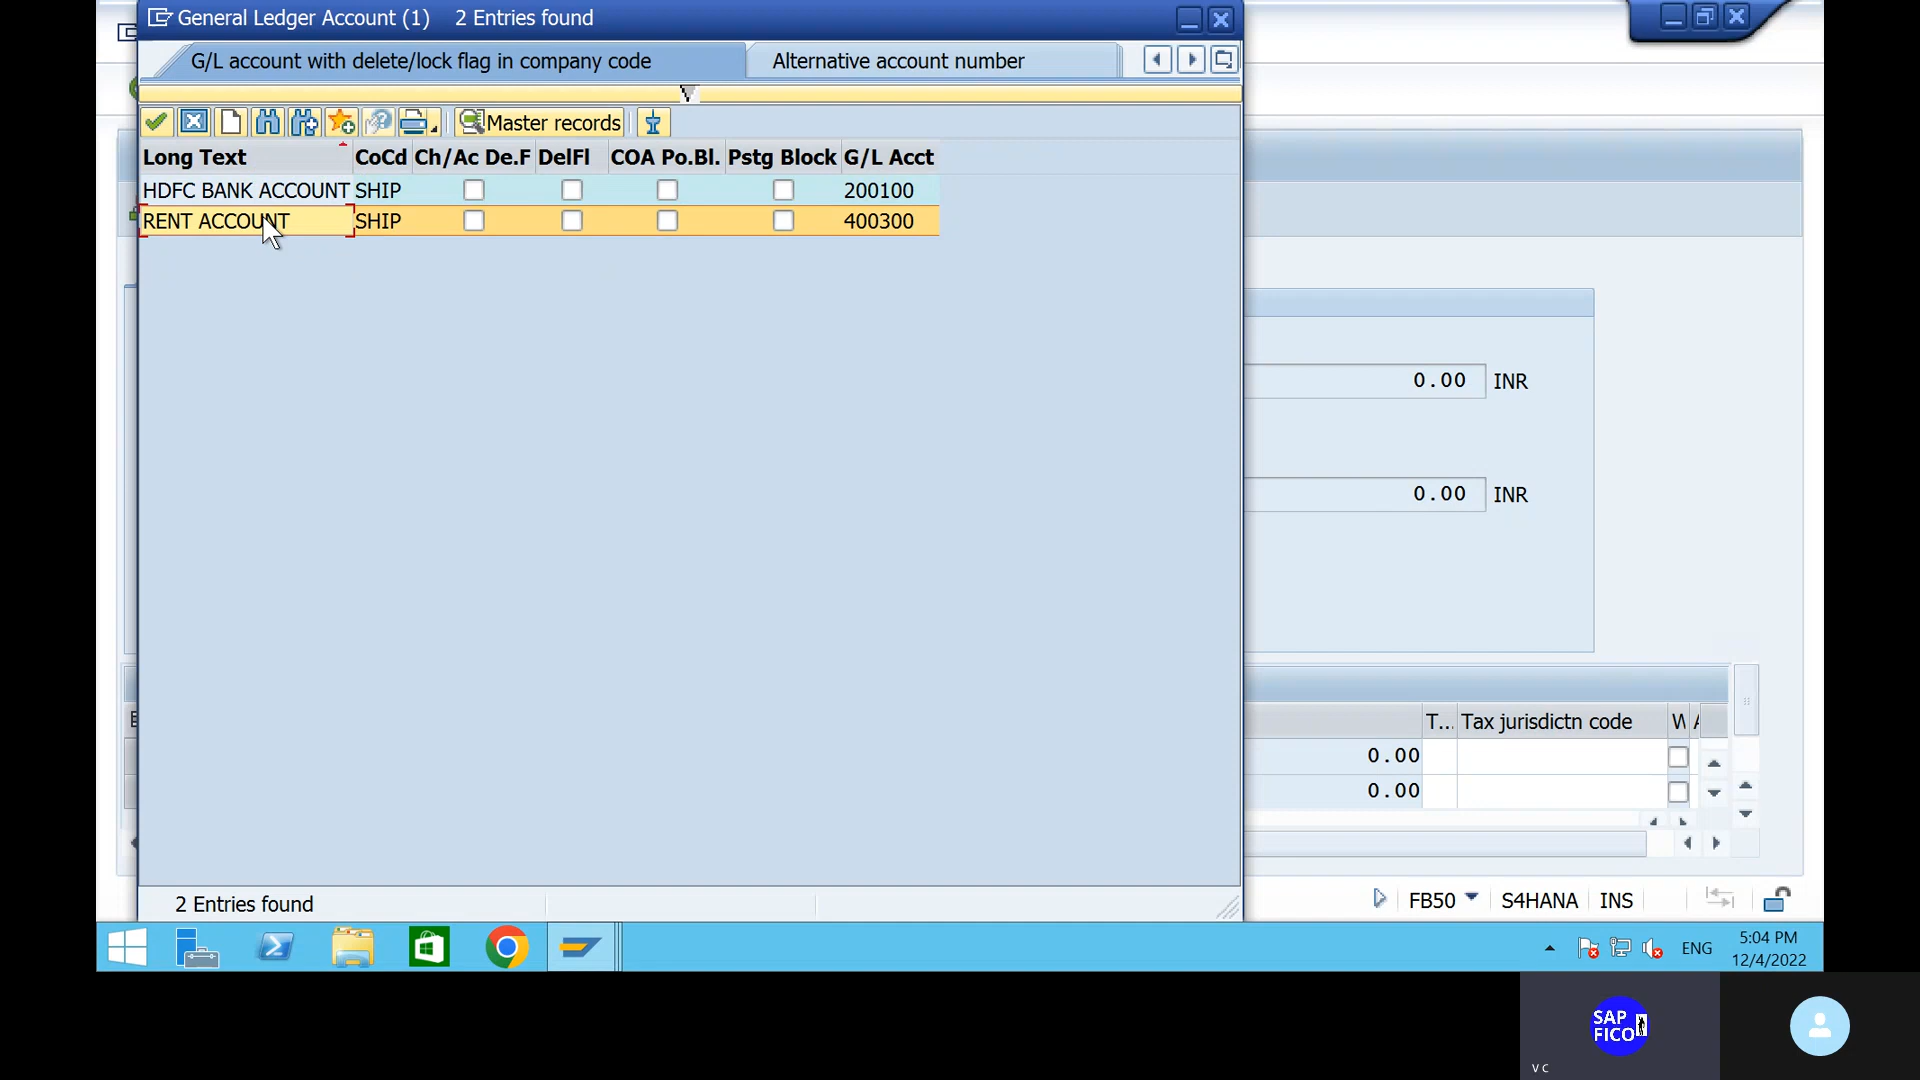 General Ledger Account (1) 2 Entries found
G/L account with delete/lock flag in company code Alternative account number
Master records
Long Text CoCd Ch/Ac De.F DelFl COA Po.Bl. Pstg Block G/L Acct
HDFC BANK ACCOUNT SHIP 200100
RENT ACCOUNT SHIP 400300
0.00 INR
0.00 INR
T... Tax jurisdictn code W A
0.00
0.00
2 Entries found
FB50 S4HANA INS
ENG
5:04 PM
12/4/2022
SAP
FICO
v c